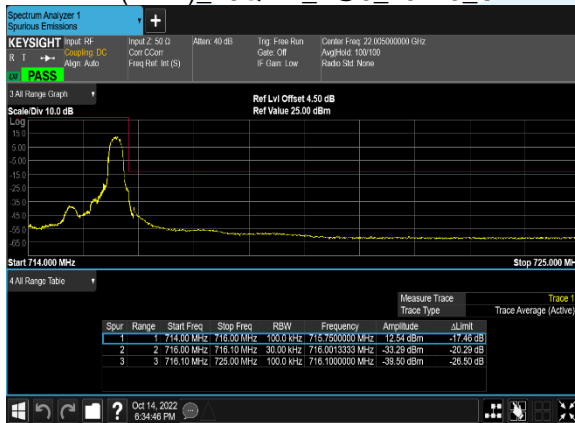 Spectrum Analyzer 1
Spurious Emissions
+
KEYSIGHT Input: RF Input Z: 50 Ω Atten: 40 dB Trig: Free Run Center Freq: 22.005000000 GHz
R T Coupling: DC Corr CCorr Gate: Off Avg|Hold: 100/100
Align: Auto Freq Ref: Int (S) IF Gain: Low Radio Std: None
PASS
3 All Range Graph
Ref Lvl Offset 4.50 dB
Scale/Div 10.0 dB Ref Value 25.00 dBm
Log
15.0
5.00
-5.00
-15.0
-25.0
-35.0
-45.0
-55.0
-65.0
Start 714.000 MHz Stop 725.000 MH
4 All Range Table
Measure Trace Trace 1
Trace Type Trace Average (Active)
Spur Range Start Freq Stop Freq RBW Frequency Amplitude ΔLimit
1 1 714.00 MHz 716.00 MHz 100.0 kHz 715.7500000 MHz 12.54 dBm -17.46 dB
2 2 716.00 MHz 716.10 MHz 30.00 kHz 716.0013333 MHz -33.29 dBm -20.29 dB
3 3 716.10 MHz 725.00 MHz 100.0 kHz 716.1000000 MHz -39.50 dBm -26.50 dB
? Oct 14, 2022
6:34:46 PM